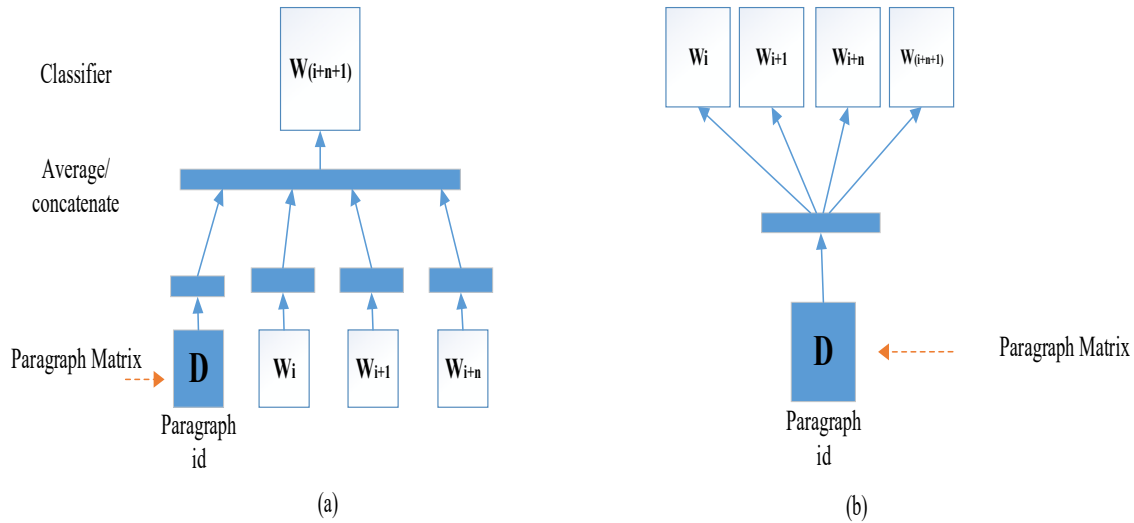 Classifier
W(i+n+1)
Average/
concatenate
Paragraph Matrix
D
Wi
Wi+1
Wi+n
Paragraph
id
(a)
Wi
Wi+1
Wi+n
W(i+n+1)
D
Paragraph Matrix
Paragraph
id
(b)